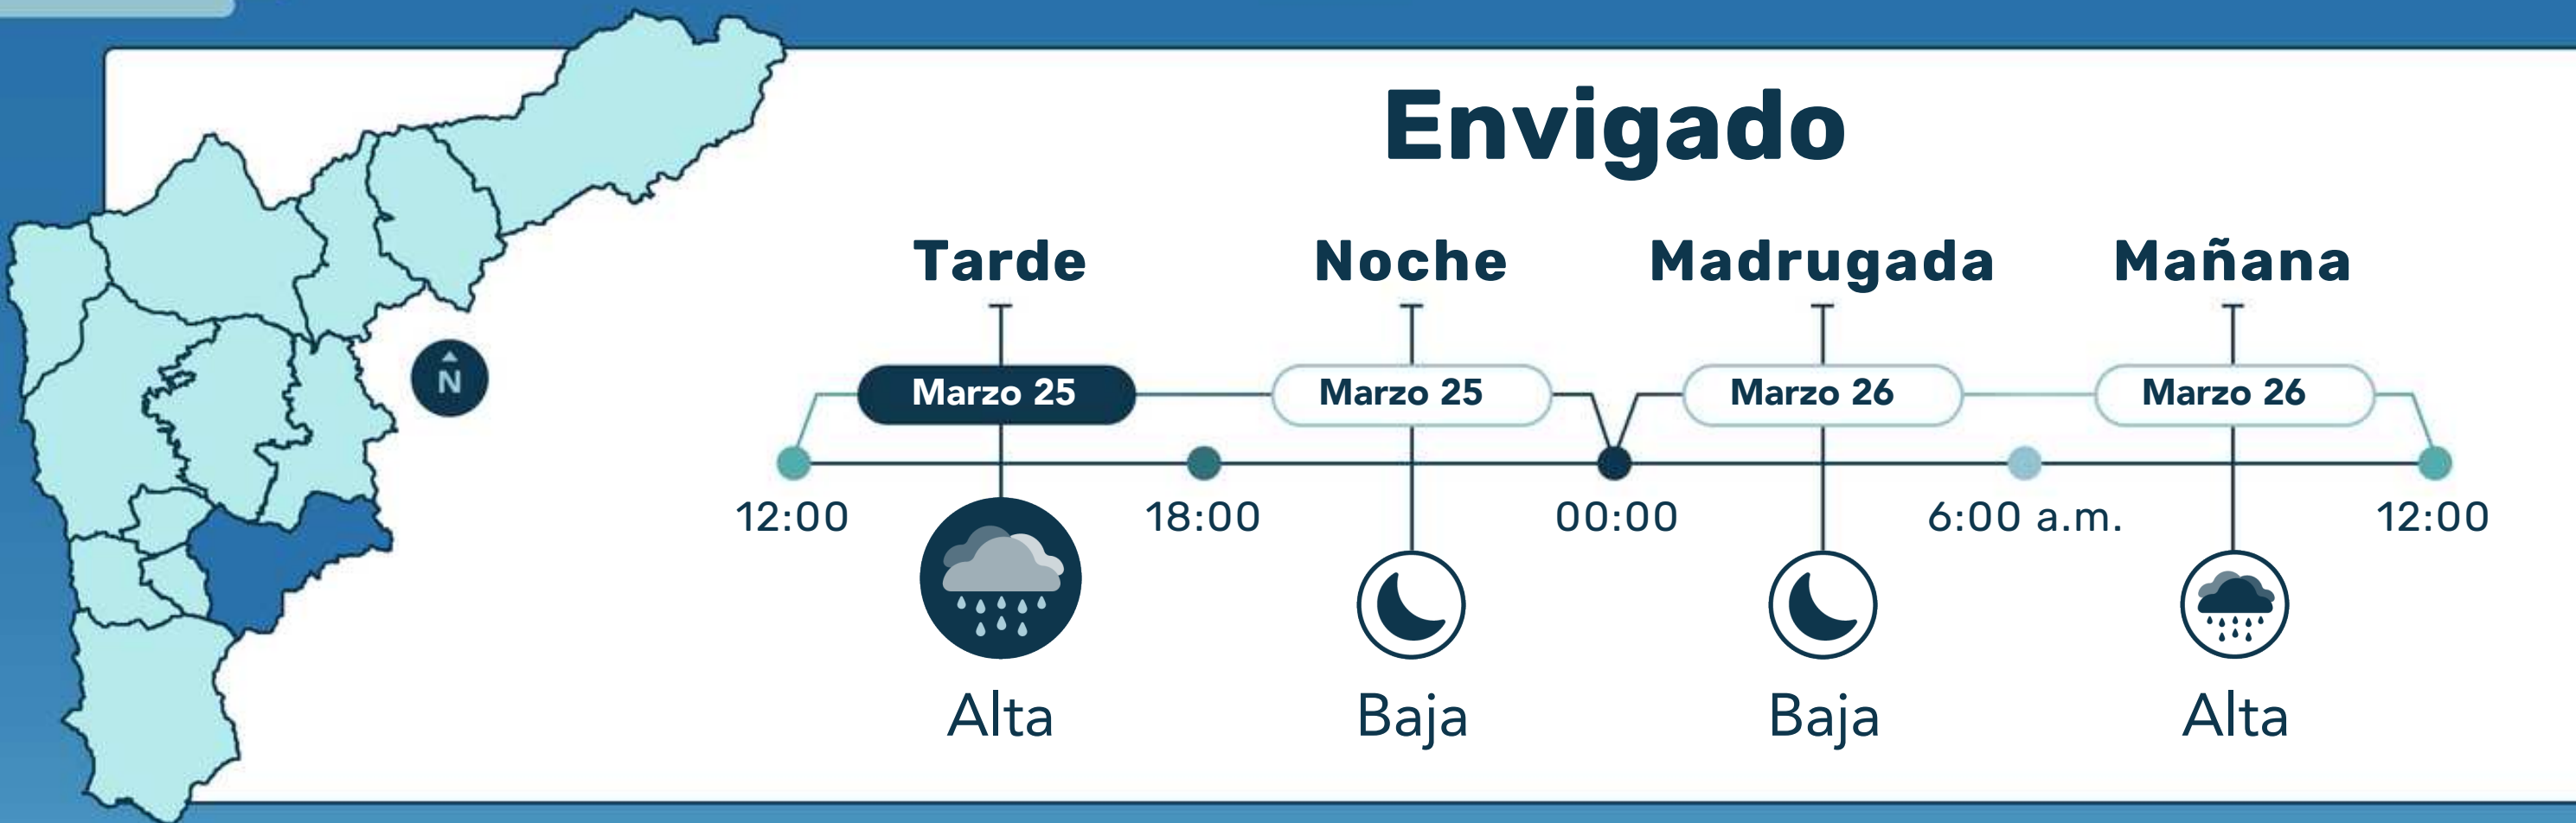 Envigado
Tarde Noche Madrugada Mañana
Marzo 25 Marzo 25 Marzo 26 Marzo 26
N
12:00 18:00 00:00 6:00 a.m. 12:00
Alta Baja Baja Alta